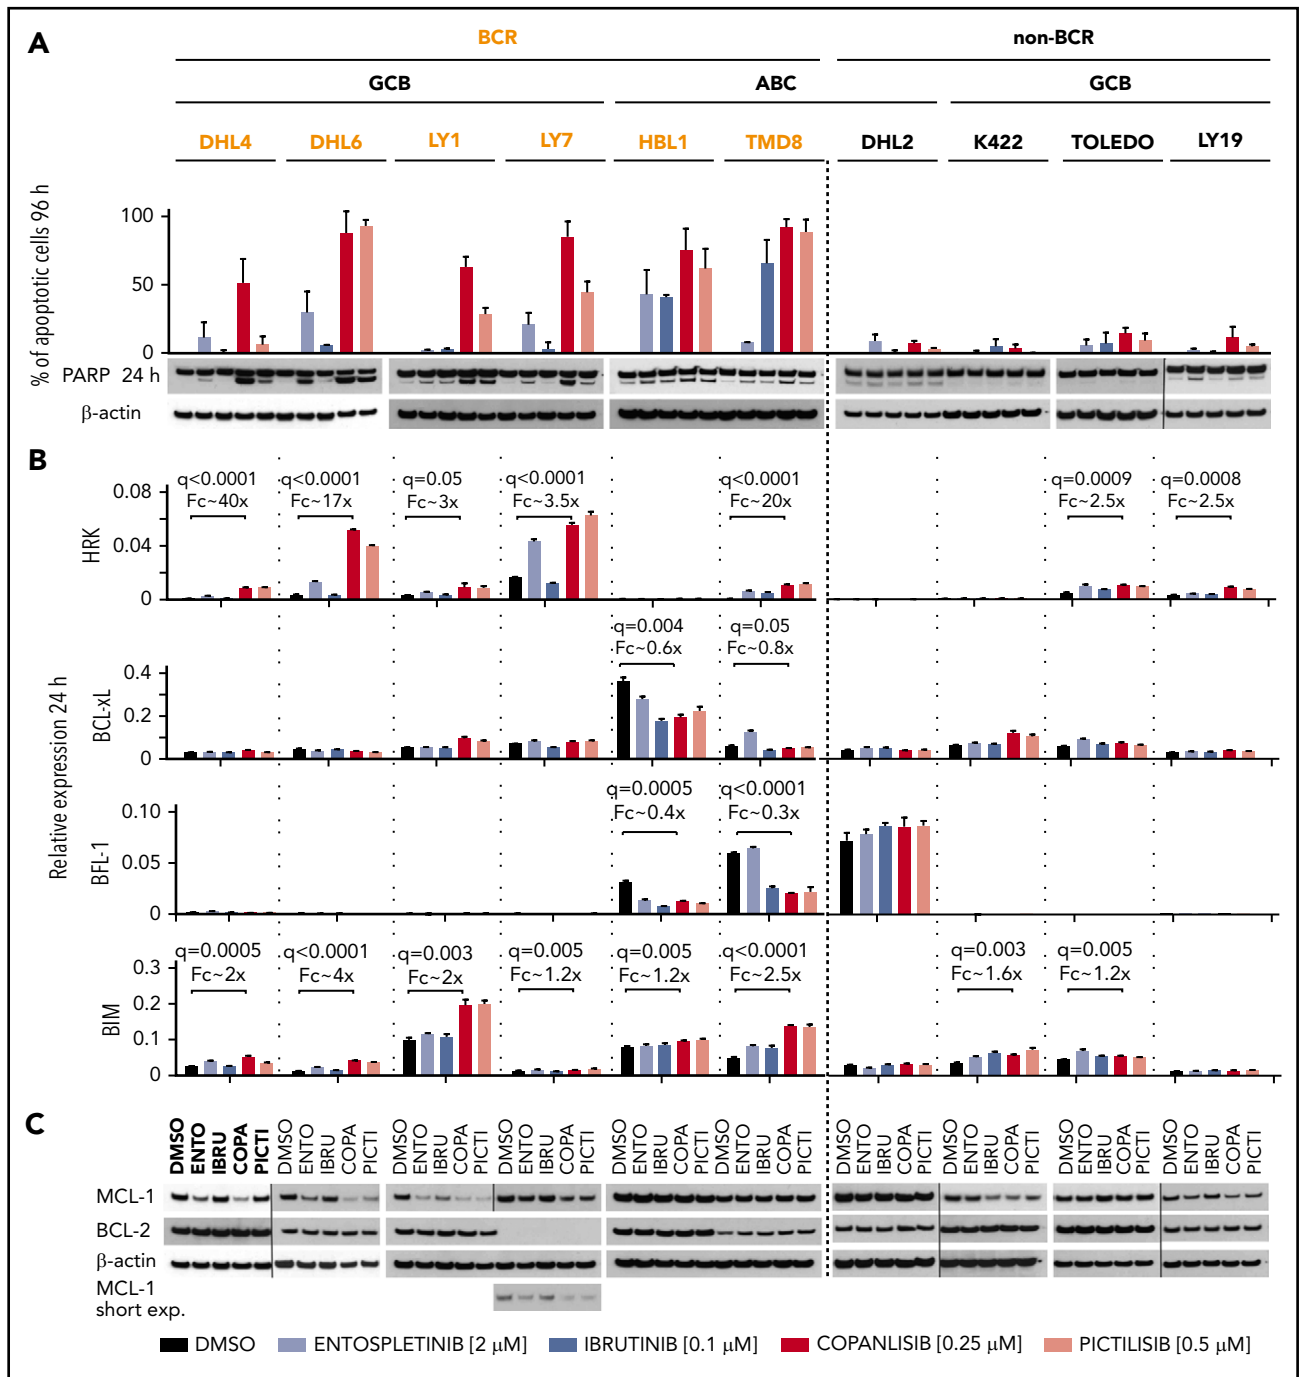 A
BCR
non-BCR
GCB
ABC
GCB
DHL4
DHL6
LY1
LY7
HBL1
TMD8
DHL2
K422
TOLEDO
LY19
% of apoptotic cells 96 h
100
50
0
PARP 24 h
β-actin
B
Relative expression 24 h
HRK
0.08
0.04
0
q<0.0001
Fc~40x
q<0.0001
Fc~17x
q=0.05
Fc~3x
q<0.0001
Fc~3.5x
q<0.0001
Fc~20x
q=0.0009
Fc~2.5x
q=0.0008
Fc~2.5x
BCL-xL
0.4
0.2
0
q=0.004
Fc~0.6x
q=0.05
Fc~0.8x
BFL-1
0.10
0.05
0
q=0.0005
Fc~0.4x
q<0.0001
Fc~0.3x
BIM
0.3
0.2
0.1
0
q=0.0005
Fc~2x
q<0.0001
Fc~4x
q=0.003
Fc~2x
q=0.005
Fc~1.2x
q=0.005
Fc~1.2x
q<0.0001
Fc~2.5x
q=0.003
Fc~1.6x
q=0.005
Fc~1.2x
C
DMSO ENTO IBRU COPA PICTI
DMSO ENTO IBRU COPA PICTI
DMSO ENTO IBRU COPA PICTI
DMSO ENTO IBRU COPA PICTI
DMSO ENTO IBRU COPA PICTI
DMSO ENTO IBRU COPA PICTI
DMSO ENTO IBRU COPA PICTI
DMSO ENTO IBRU COPA PICTI
DMSO ENTO IBRU COPA PICTI
DMSO ENTO IBRU COPA PICTI
MCL-1
BCL-2
β-actin
MCL-1
short exp.
DMSO
ENTOSPLETINIB [2 μM]
IBRUTINIB [0.1 μM]
COPANLISIB [0.25 μM]
PICTILISIB [0.5 μM]